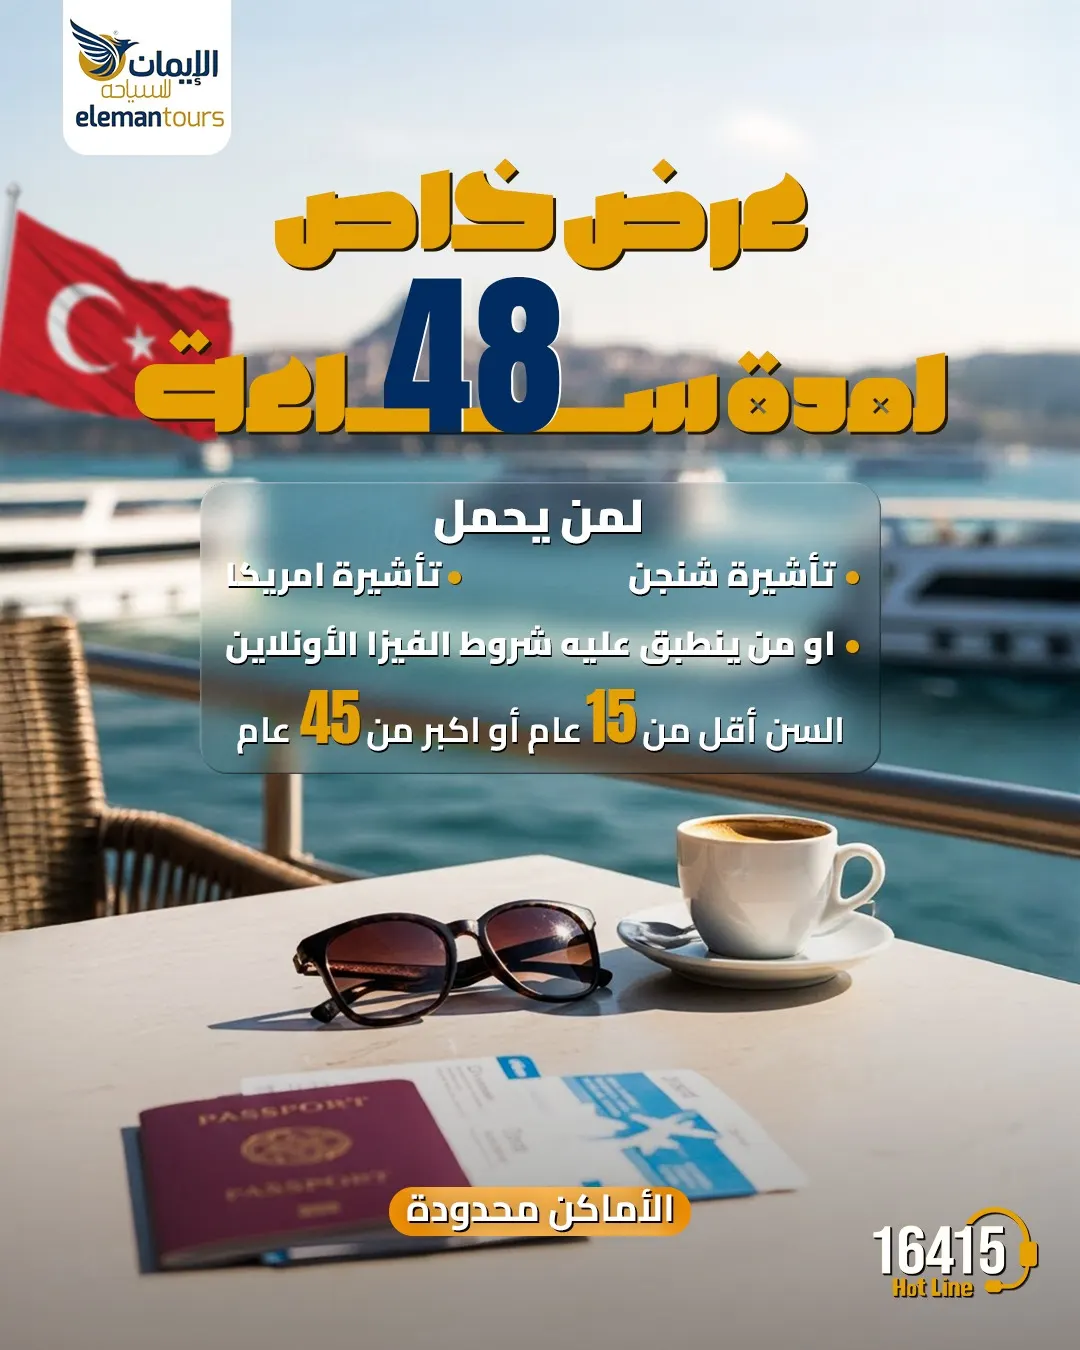 الإيمان
للسياحة
elemantours
عرض خاص
لمدة 48 ســاعة
لمن يحمل
• تأشيرة شنجن
• تأشيرة امريكا
• او من ينطبق عليه شروط الفيزا الأونلاين
السن أقل من 15 عام أو اكبر من 45 عام
PASSPORT
PASSPORT
الأماكن محدودة
16415
Hot Line